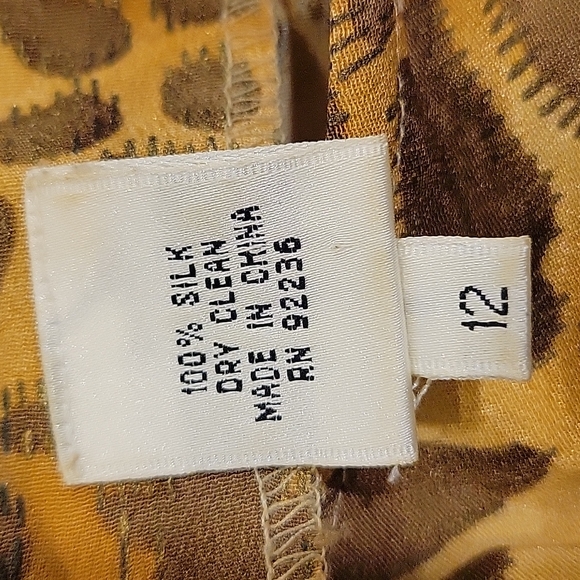 100% SILK
DRY CLEAN
MADE IN CHINA
RN 92236
12